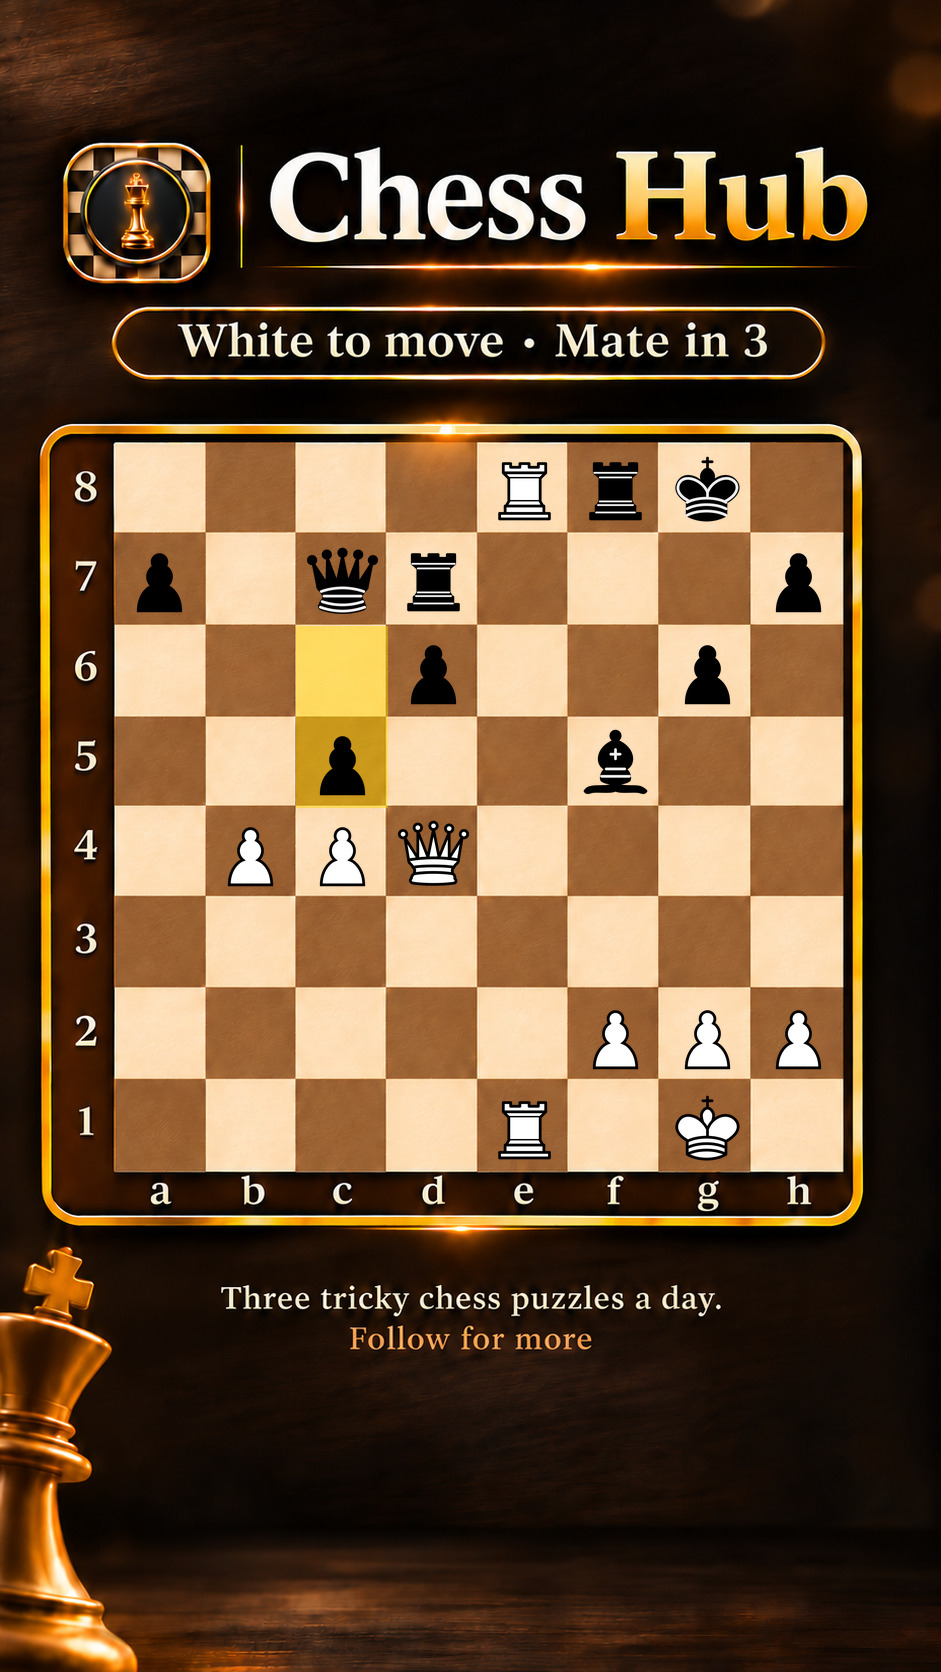 Chess Hub
White to move • Mate in 3
8
7
6
5
4
3
2
1
a b c d e f g h
Three tricky chess puzzles a day.
Follow for more